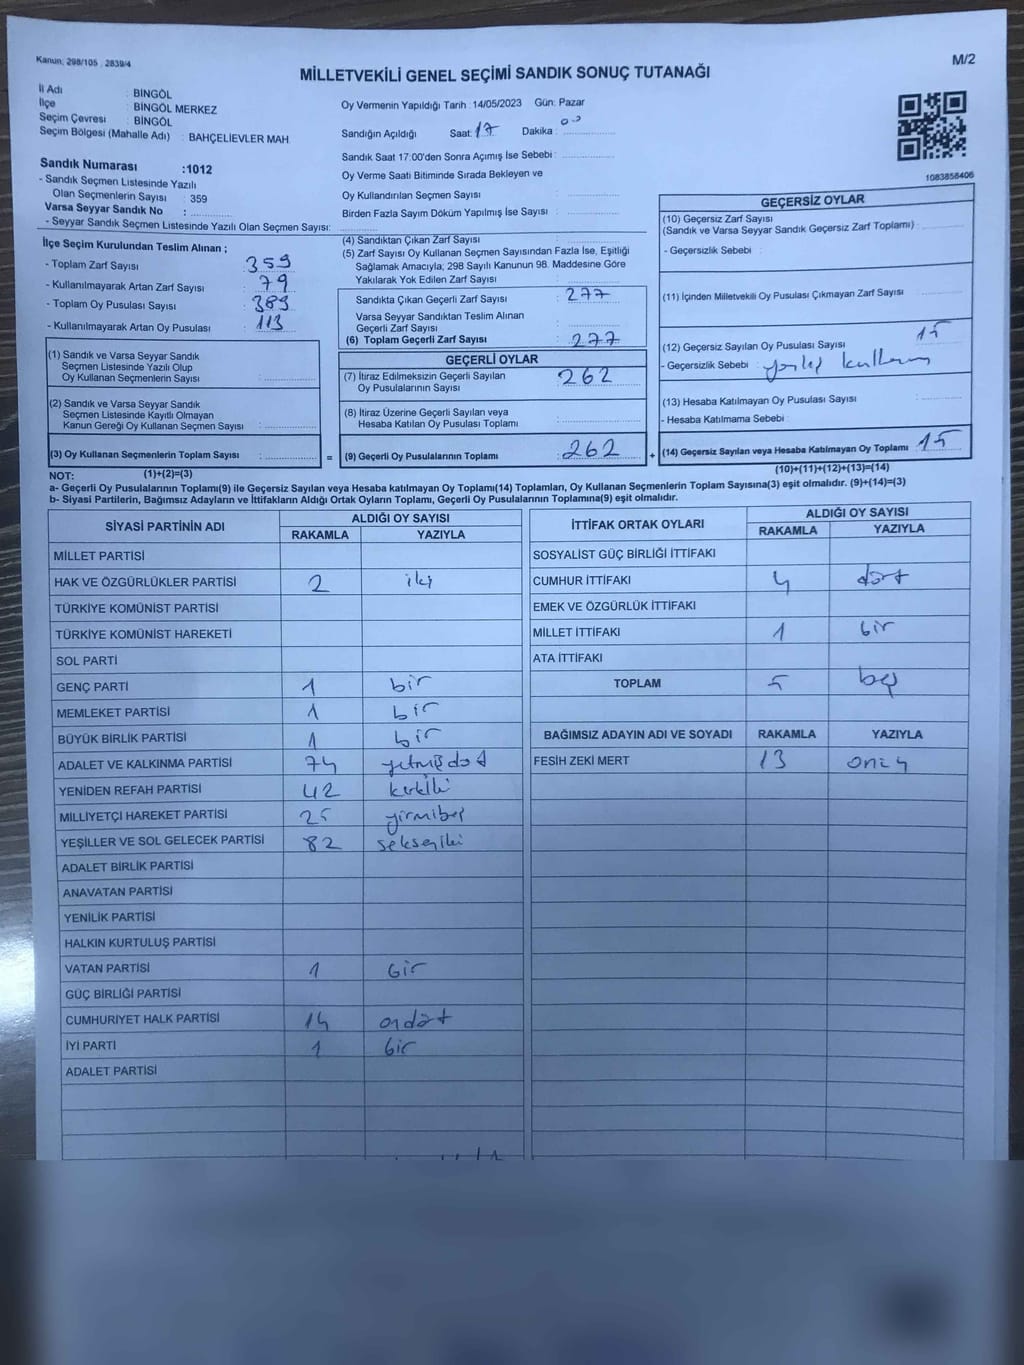 Kanun; 298/105 , 2839/4
M/2
MİLLETVEKİLİ GENEL SEÇİMİ SANDIK SONUÇ TUTANAĞI
İl Adı : BİNGÖL
İlçe : BİNGÖL MERKEZ
Seçim Çevresi : BİNGÖL
Seçim Bölgesi (Mahalle Adı) : BAHÇELİEVLER MAH
Oy Vermenin Yapıldığı Tarih : 14/05/2023 Gün: Pazar
Sandığın Açıldığı Saat: 17 Dakika : 00
Sandık Saat 17:00'den Sonra Açımış İse Sebebi :
Oy Verme Saati Bitiminde Sırada Bekleyen ve
Oy Kullandırılan Seçmen Sayısı :
Birden Fazla Sayım Döküm Yapılmış İse Sayısı :
1083858406
Sandık Numarası :1012
- Sandık Seçmen Listesinde Yazılı
Olan Seçmenlerin Sayısı : 359
Varsa Seyyar Sandık No :
- Seyyar Sandık Seçmen Listesinde Yazılı Olan Seçmen Sayısı:
İlçe Seçim Kurulundan Teslim Alınan ;
- Toplam Zarf Sayısı : 359
- Kullanılmayarak Artan Zarf Sayısı : 79
- Toplam Oy Pusulası Sayısı : 389
- Kullanılmayarak Artan Oy Pusulası : 113
(1) Sandık ve Varsa Seyyar Sandık
Seçmen Listesinde Yazılı Olup
Oy Kullanan Seçmenlerin Sayısı :
(2) Sandık ve Varsa Seyyar Sandık
Seçmen Listesinde Kayıtlı Olmayan
Kanun Gereği Oy Kullanan Seçmen Sayısı :
(3) Oy Kullanan Seçmenlerin Toplam Sayısı : =
(4) Sandıktan Çıkan Zarf Sayısı :
(5) Zarf Sayısı Oy Kullanan Seçmen Sayısından Fazla İse, Eşitliği
Sağlamak Amacıyla; 298 Sayılı Kanunun 98. Maddesine Göre
Yakılarak Yok Edilen Zarf Sayısı :
Sandıkta Çıkan Geçerli Zarf Sayısı : 277
Varsa Seyyar Sandıktan Teslim Alınan
Geçerli Zarf Sayısı :
(6) Toplam Geçerli Zarf Sayısı : 277
GEÇERLİ OYLAR
(7) İtiraz Edilmeksizin Geçerli Sayılan
Oy Pusulalarının Sayısı : 262
(8) İtiraz Üzerine Geçerli Sayılan veya
Hesaba Katılan Oy Pusulası Toplamı :
(9) Geçerli Oy Pusulalarının Toplamı : 262 +
GEÇERSİZ OYLAR
(10) Geçersiz Zarf Sayısı
(Sandık ve Varsa Seyyar Sandık Geçersiz Zarf Toplamı) :
- Geçersizlik Sebebi :
(11) İçinden Milletvekili Oy Pusulası Çıkmayan Zarf Sayısı :
(12) Geçersiz Sayılan Oy Pusulası Sayısı : 15
- Geçersizlik Sebebi :
(13) Hesaba Katılmayan Oy Pusulası Sayısı :
- Hesaba Katılmama Sebebi :
(14) Geçersiz Sayılan veya Hesaba Katılmayan Oy Toplamı : 15
NOT: (1)+(2)=(3) (10)+(11)+(12)+(13)=(14)
a- Geçerli Oy Pusulalarının Toplamı(9) ile Geçersiz Sayılan veya Hesaba katılmayan Oy Toplamı(14) Toplamları, Oy Kullanan Seçmenlerin Toplam Sayısına(3) eşit olmalıdır. (9)+(14)=(3)
b- Siyasi Partilerin, Bağımsız Adayların ve İttifakların Aldığı Ortak Oyların Toplamı, Geçerli Oy Pusulalarının Toplamına(9) eşit olmalıdır.
SİYASİ PARTİNİN ADI ALDIĞI OY SAYISI
RAKAMLA YAZIYLA
MİLLET PARTİSİ
HAK VE ÖZGÜRLÜKLER PARTİSİ 2 iki
TÜRKİYE KOMÜNİST PARTİSİ
TÜRKİYE KOMÜNİST HAREKETİ
SOL PARTİ
GENÇ PARTİ 1 bir
MEMLEKET PARTİSİ 1 bir
BÜYÜK BİRLİK PARTİSİ 1 bir
ADALET VE KALKINMA PARTİSİ 74 yetmişdört
YENİDEN REFAH PARTİSİ 42 kırkiki
MİLLİYETÇİ HAREKET PARTİSİ 25 yirmibeş
YEŞİLLER VE SOL GELECEK PARTİSİ 82 sekseniki
ADALET BİRLİK PARTİSİ
ANAVATAN PARTİSİ
YENİLİK PARTİSİ
HALKIN KURTULUŞ PARTİSİ
VATAN PARTİSİ 1 bir
GÜÇ BİRLİĞİ PARTİSİ
CUMHURİYET HALK PARTİSİ 14 ondört
İYİ PARTİ 1 bir
ADALET PARTİSİ
İTTİFAK ORTAK OYLARI ALDIĞI OY SAYISI
RAKAMLA YAZIYLA
SOSYALİST GÜÇ BİRLİĞİ İTTİFAKI
CUMHUR İTTİFAKI 4 dört
EMEK VE ÖZGÜRLÜK İTTİFAKI
MİLLET İTTİFAKI 1 bir
ATA İTTİFAKI
TOPLAM 5 beş
BAĞIMSIZ ADAYIN ADI VE SOYADI RAKAMLA YAZIYLA
FESİH ZEKİ MERT 13